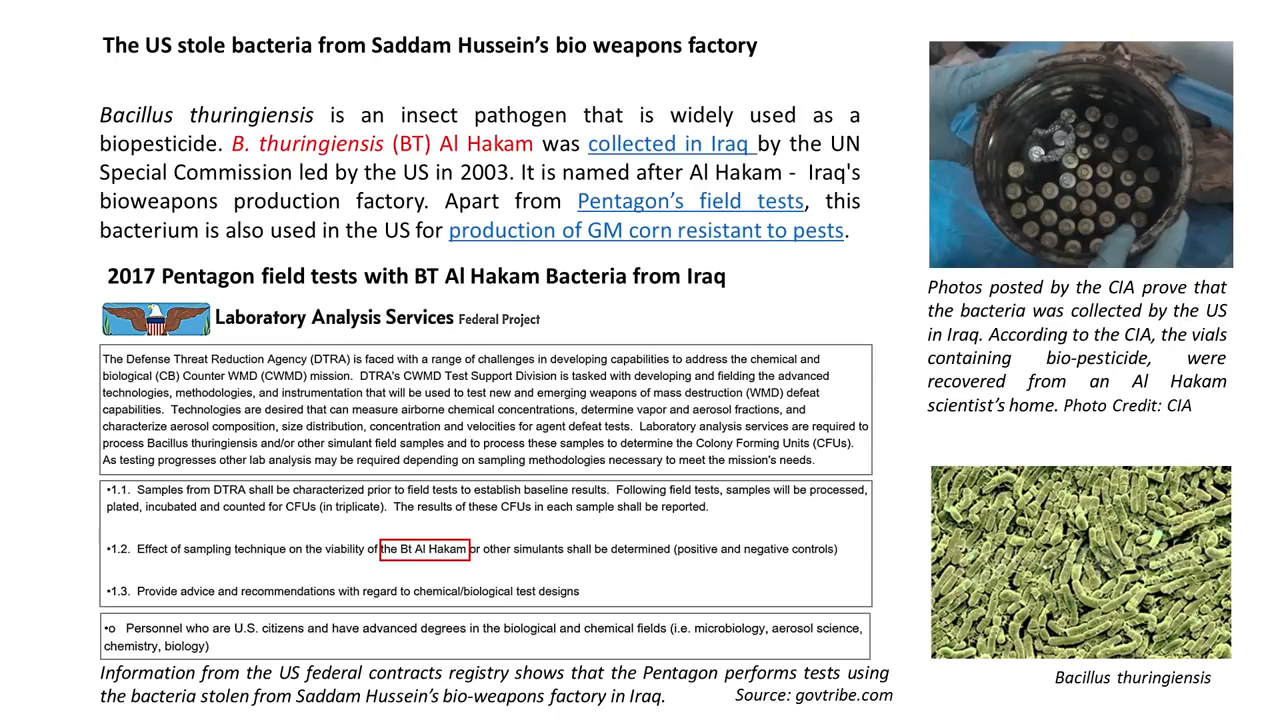 The US stole bacteria from Saddam Hussein's bio weapons factory
Bacillus thuringiensis is an insect pathogen that is widely used as a
biopesticide. B. thuringiensis (BT) Al Hakam was collected in Iraq by the UN
Special Commission led by the US in 2003. It is named after Al Hakam - Iraq's
bioweapons production factory. Apart from Pentagon's field tests, this
bacterium is also used in the US for production of GM corn resistant to pests.
2017 Pentagon field tests with BT Al Hakam Bacteria from Iraq
Laboratory Analysis Services Federal Project
The Defense Threat Reduction Agency (DTRA) is faced with a range of challenges in developing capabilities to address the chemical and
biological (CB) Counter WMD (CWMD) mission. DTRA's CWMD Test Support Division is tasked with developing and fielding the advanced
technologies, methodologies, and instrumentation that will be used to test new and emerging weapons of mass destruction (WMD) defeat
capabilities. Technologies are desired that can measure airborne chemical concentrations, determine vapor and aerosol fractions, and
characterize aerosol composition, size distribution, concentration and velocities for agent defeat tests. Laboratory analysis services are required to
process Bacillus thuringiensis and/or other simulant field samples and to process these samples to determine the Colony Forming Units (CFUs).
As testing progresses other lab analysis may be required depending on sampling methodologies necessary to meet the mission's needs.
•1.1. Samples from DTRA shall be characterized prior to field tests to establish baseline results. Following field tests, samples will be processed,
plated, incubated and counted for CFUs (in triplicate). The results of these CFUs in each sample shall be reported.
•1.2. Effect of sampling technique on the viability of the Bt Al Hakam or other simulants shall be determined (positive and negative controls)
•1.3. Provide advice and recommendations with regard to chemical/biological test designs
•o Personnel who are U.S. citizens and have advanced degrees in the biological and chemical fields (i.e. microbiology, aerosol science,
chemistry, biology)
Information from the US federal contracts registry shows that the Pentagon performs tests using
the bacteria stolen from Saddam Hussein's bio-weapons factory in Iraq.
Source: govtribe.com
Photos posted by the CIA prove that
the bacteria was collected by the US
in Iraq. According to the CIA, the vials
containing bio-pesticide, were
recovered from an Al Hakam
scientist's home. Photo Credit: CIA
Bacillus thuringiensis